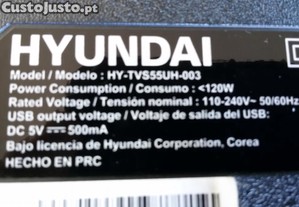 CustoJusto.pt
HYUNDAI
Model / Modelo : HY-TVS55UH-003
Power Consumption / Consumo : <120W
Rated Voltage / Tensión nominal : 110-240V~ 50/60Hz
USB output voltage / Voltaje de salida del USB:
DC 5V ⎓ 500mA
Bajo licencia de Hyundai Corporation, Corea
HECHO EN PRC